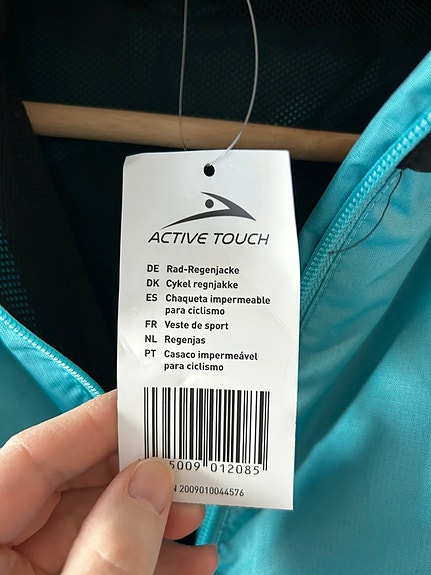 ACTIVE TOUCH
DE Rad-Regenjacke
DK Cykel regnjakke
ES Chaqueta impermeable
para ciclismo
FR Veste de sport
NL Regenjas
PT Casaco impermeável
para ciclismo
5009 012085
N 2009010044576